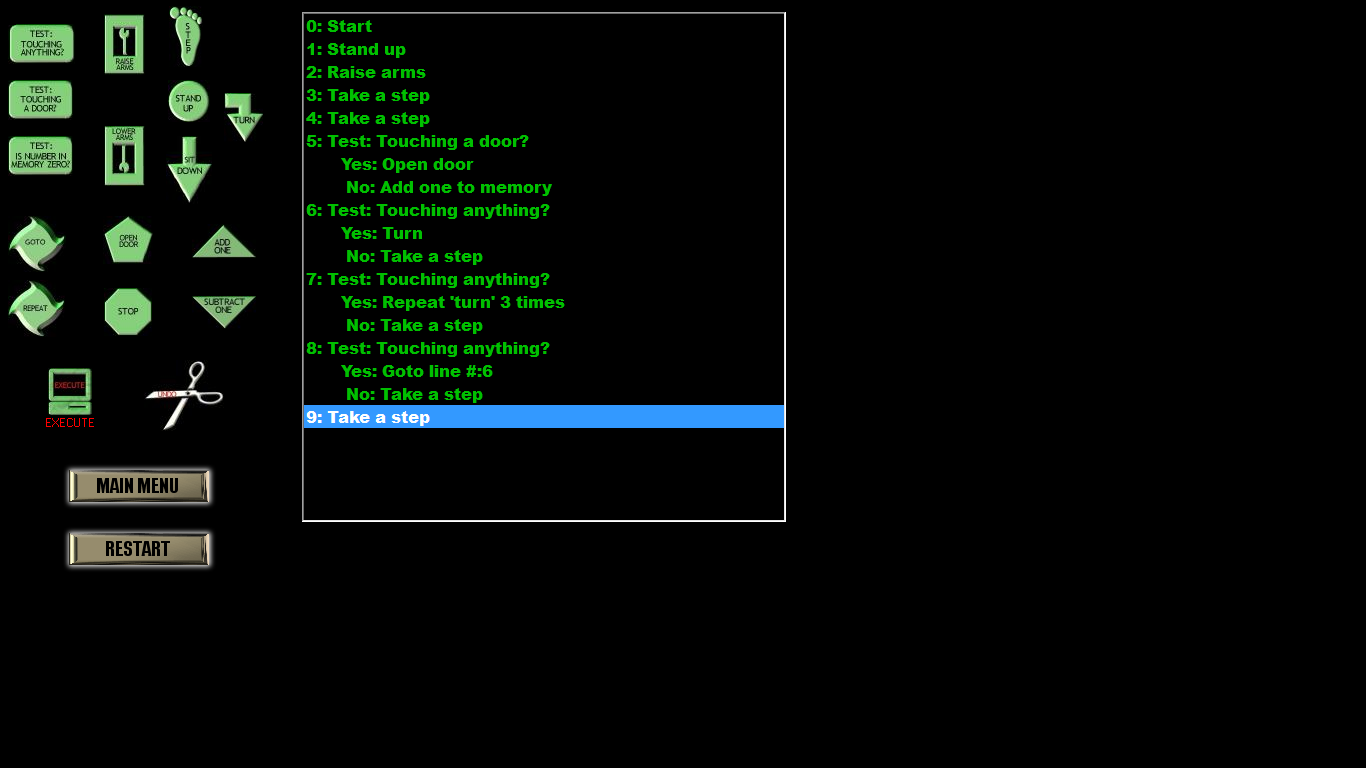 TEST:
TOUCHING
ANYTHING?
RAISE
ARMS
STEP
TEST:
TOUCHING
A DOOR?
STAND
UP
TURN
TEST:
IS NUMBER IN
MEMORY ZERO?
LOWER
ARMS
SIT
DOWN
GOTO
OPEN
DOOR
ADD
ONE
REPEAT
STOP
SUBTRACT
ONE
EXECUTE
EXECUTE
UNDO
MAIN MENU
RESTART
0: Start
1: Stand up
2: Raise arms
3: Take a step
4: Take a step
5: Test: Touching a door?
Yes: Open door
No: Add one to memory
6: Test: Touching anything?
Yes: Turn
No: Take a step
7: Test: Touching anything?
Yes: Repeat 'turn' 3 times
No: Take a step
8: Test: Touching anything?
Yes: Goto line #:6
No: Take a step
9: Take a step